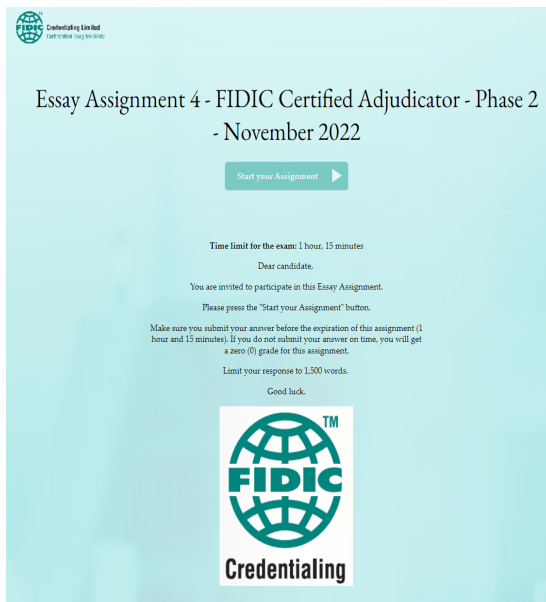 FIDIC
Credentialing Limited
Essay Assignment 4 - FIDIC Certified Adjudicator - Phase 2
- November 2022
Start your Assignment
Time limit for the exam: 1 hour, 15 minutes
Dear candidate,
You are invited to participate in this Essay Assignment.
Please press the "Start your Assignment" button.
Make sure you submit your answer before the expiration of this assignment (1
hour and 15 minutes). If you do not submit your answer on time, you will get
a zero (0) grade for this assignment.
Limit your response to 1,500 words.
Good luck.
TM
FIDIC
Credentialing